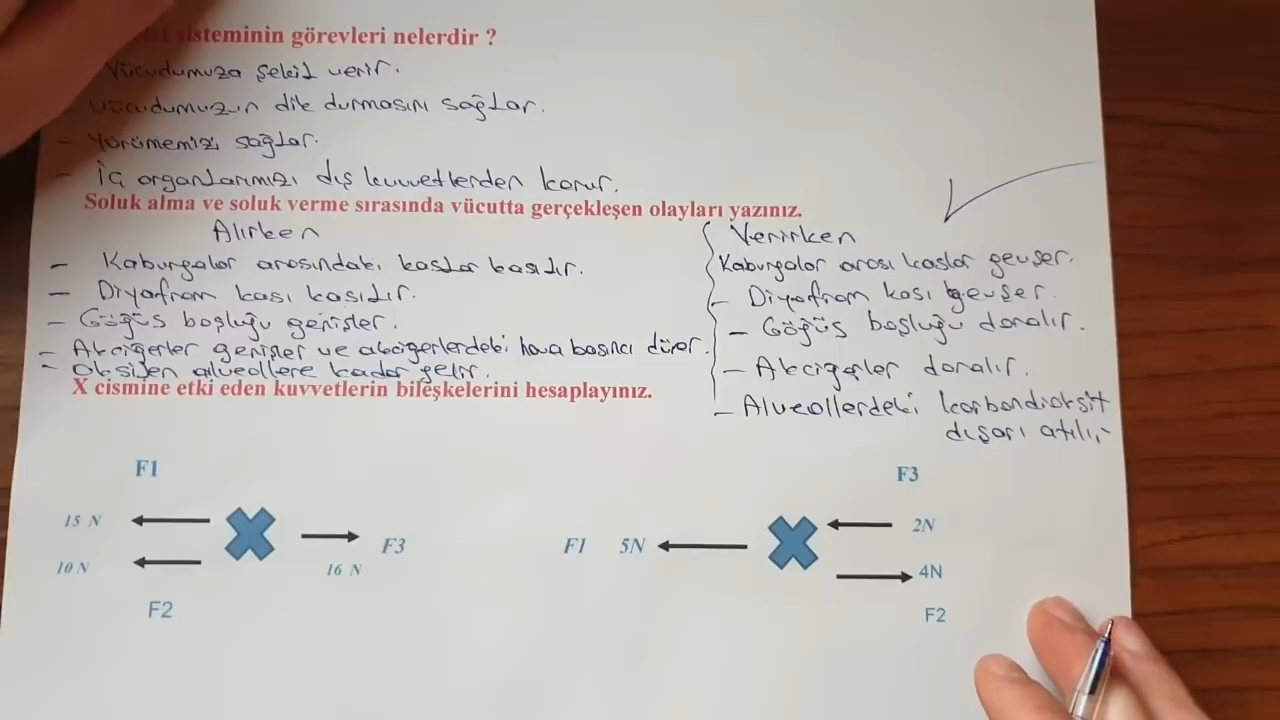 sisteminin görevleri nelerdir ?
Vücudumuza şekil verir.
vücudumuzun dik durmasını sağlar.
- Yürümemizi sağlar.
- İç organlarımızı dış kuvvetlerden korur.
Soluk alma ve soluk verme sırasında vücutta gerçekleşen olayları yazınız.
Alırken
- Kaburgalar arasındaki kaslar kasılır.
- Diyafram kası kasılır.
- Göğüs boşluğu genişler.
- Akciğerler genişler ve akciğerlerdeki hava basıncı dürer.
- Oksijen alveollere kadar gelir.
Verirken
Kaburgalar arası kaslar gevşer.
- Diyafram kası gevşer.
- Göğüs boşluğu daralır.
- Akciğerler daralır.
- Alveollerdeki karbondioksit
dışarı atılı,
X cismine etki eden kuvvetlerin bileşkelerini hesaplayınız.
F1
15 N
10 N
F2
F3
16 N
F1 5N
F3
2N
4N
F2